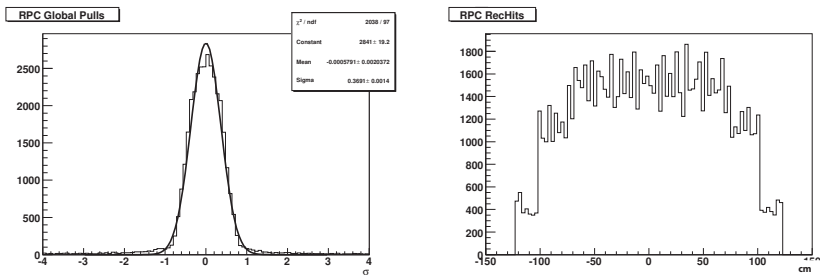 RPC Global Pulls
χ² / ndf 2038 / 97
Constant 2841 ± 19.2
Mean -0.0005791 ± 0.0020372
Sigma 0.3691 ± 0.0014
2500
2000
1500
1000
500
0
-4 -3 -2 -1 0 1 2 3 4
σ
RPC RecHits
1800
1600
1400
1200
1000
800
600
400
200
0
-150 -100 -50 0 50 100 150
cm